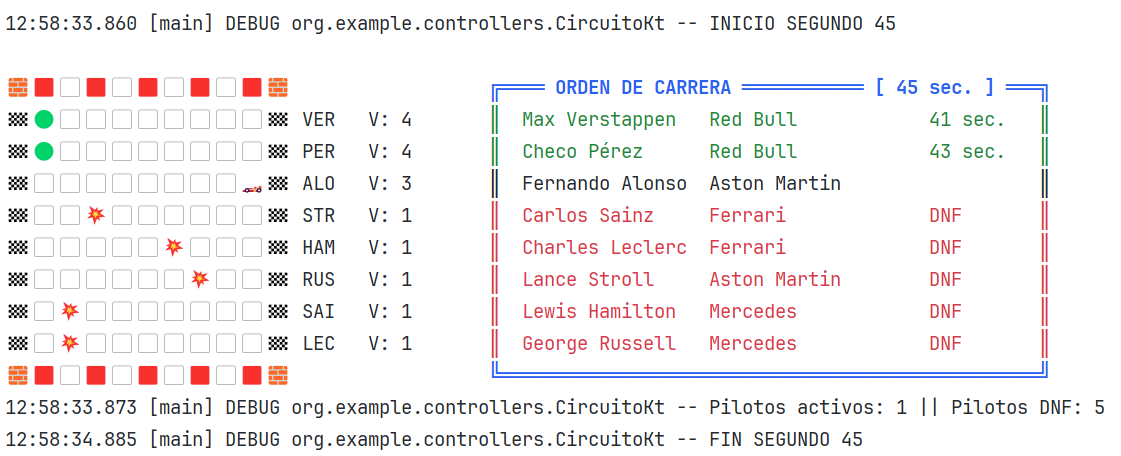 12:58:33.860 [main] DEBUG org.example.controllers.CircuitoKt -- INICIO SEGUNDO 45
ORDEN DE CARRERA [ 45 sec. ]
VER V: 4 Max Verstappen Red Bull 41 sec.
PER V: 4 Checo Pérez Red Bull 43 sec.
ALO V: 3 Fernando Alonso Aston Martin
STR V: 1 Carlos Sainz Ferrari DNF
HAM V: 1 Charles Leclerc Ferrari DNF
RUS V: 1 Lance Stroll Aston Martin DNF
SAI V: 1 Lewis Hamilton Mercedes DNF
LEC V: 1 George Russell Mercedes DNF
12:58:33.873 [main] DEBUG org.example.controllers.CircuitoKt -- Pilotos activos: 1 || Pilotos DNF: 5
12:58:34.885 [main] DEBUG org.example.controllers.CircuitoKt -- FIN SEGUNDO 45